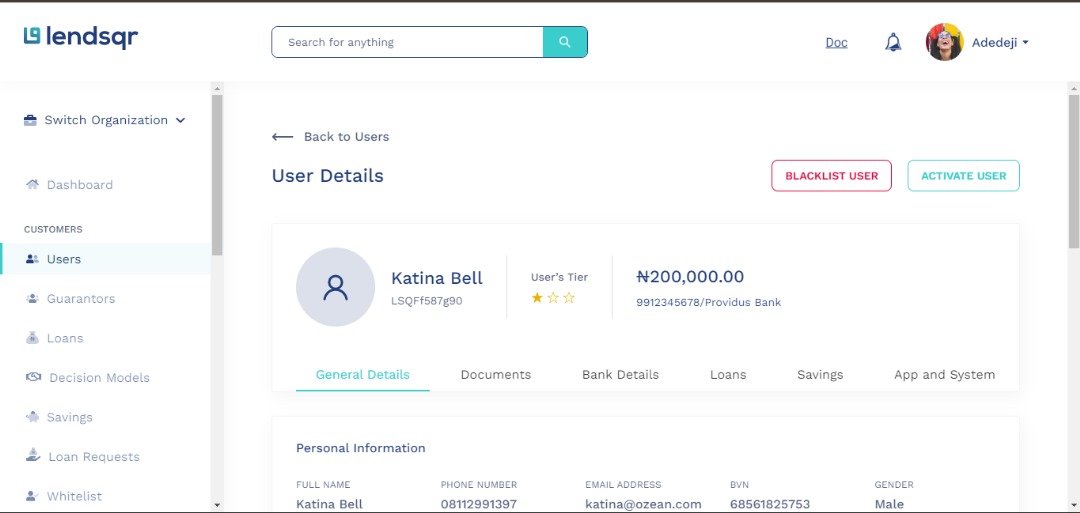 lendsqr
Search for anything
Doc
Adedeji
Switch Organization
Dashboard
CUSTOMERS
Users
Guarantors
Loans
Decision Models
Savings
Loan Requests
Whitelist
Back to Users
User Details
BLACKLIST USER
ACTIVATE USER
Katina Bell
LSQFf587g90
User's Tier
₦200,000.00
9912345678/Providus Bank
General Details Documents Bank Details Loans Savings App and System
Personal Information
FULL NAME PHONE NUMBER EMAIL ADDRESS BVN GENDER
Katina Bell 08112991397 katina@ozean.com 68561825753 Male